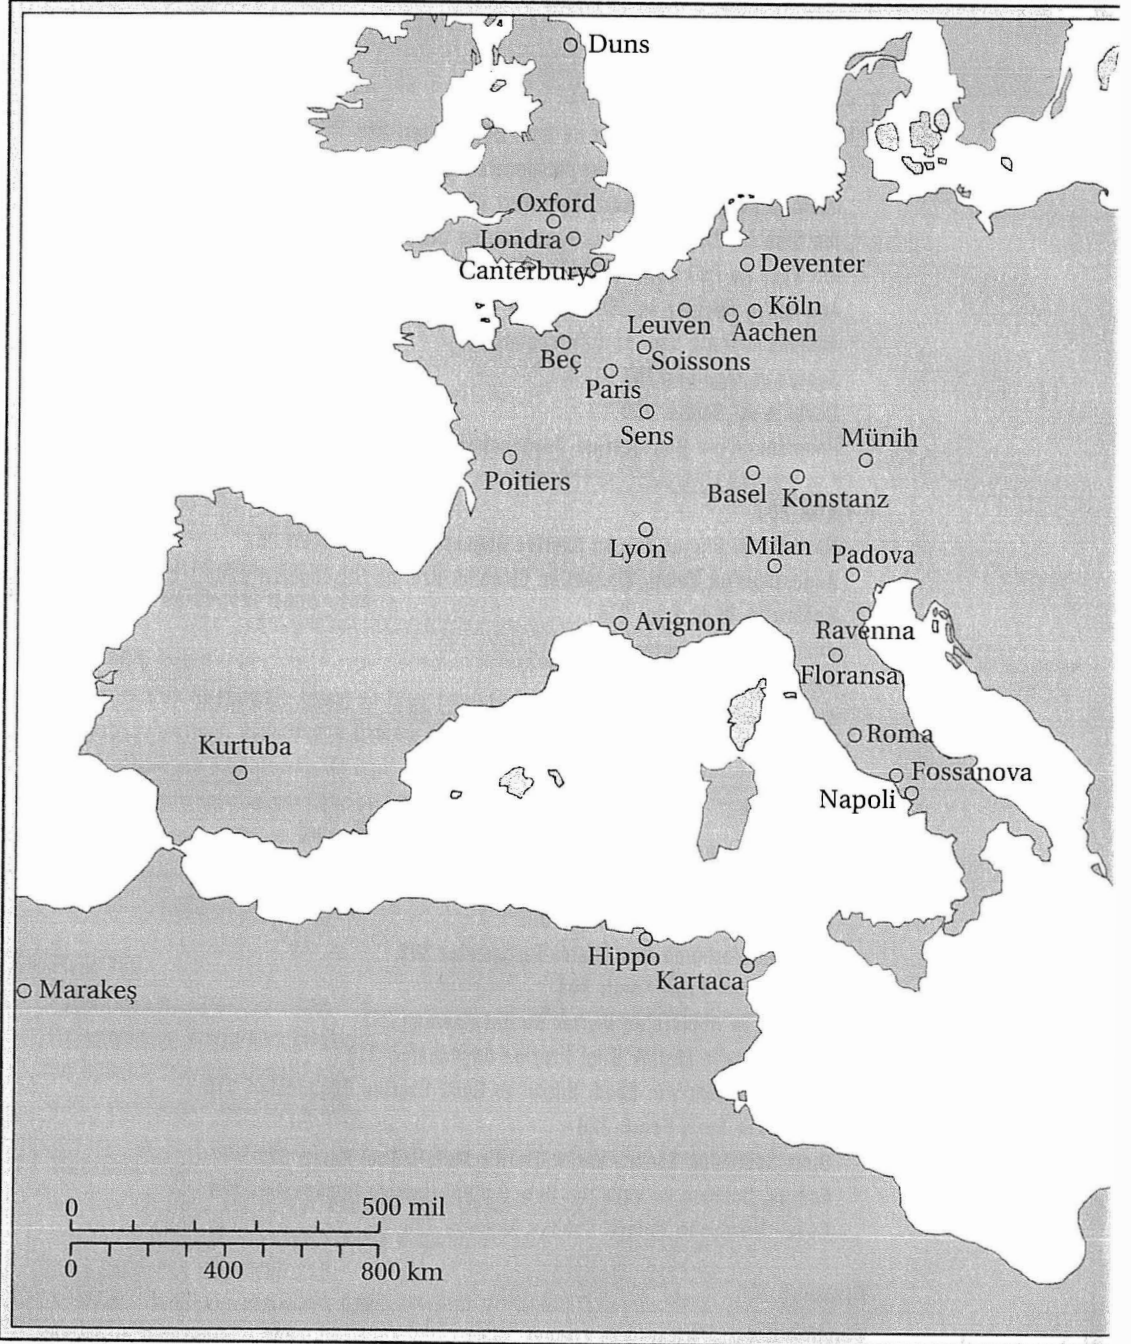 Duns
Oxford
Londra
Canterbury
Deventer
Köln
Leuven
Aachen
Beç
Soissons
Paris
Sens
Münih
Poitiers
Basel
Konstanz
Lyon
Milan
Padova
Avignon
Ravenna
Floransa
Roma
Kurtuba
Fossanova
Napoli
Hippo
Kartaca
Marakeş
0
500 mil
0
400
800 km